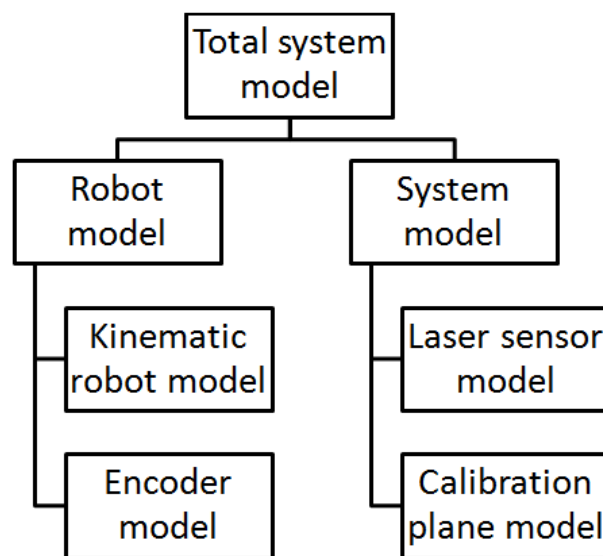 Total system
model
Robot
model
System
model
Kinematic
robot model
Laser sensor
model
Encoder
model
Calibration
plane model